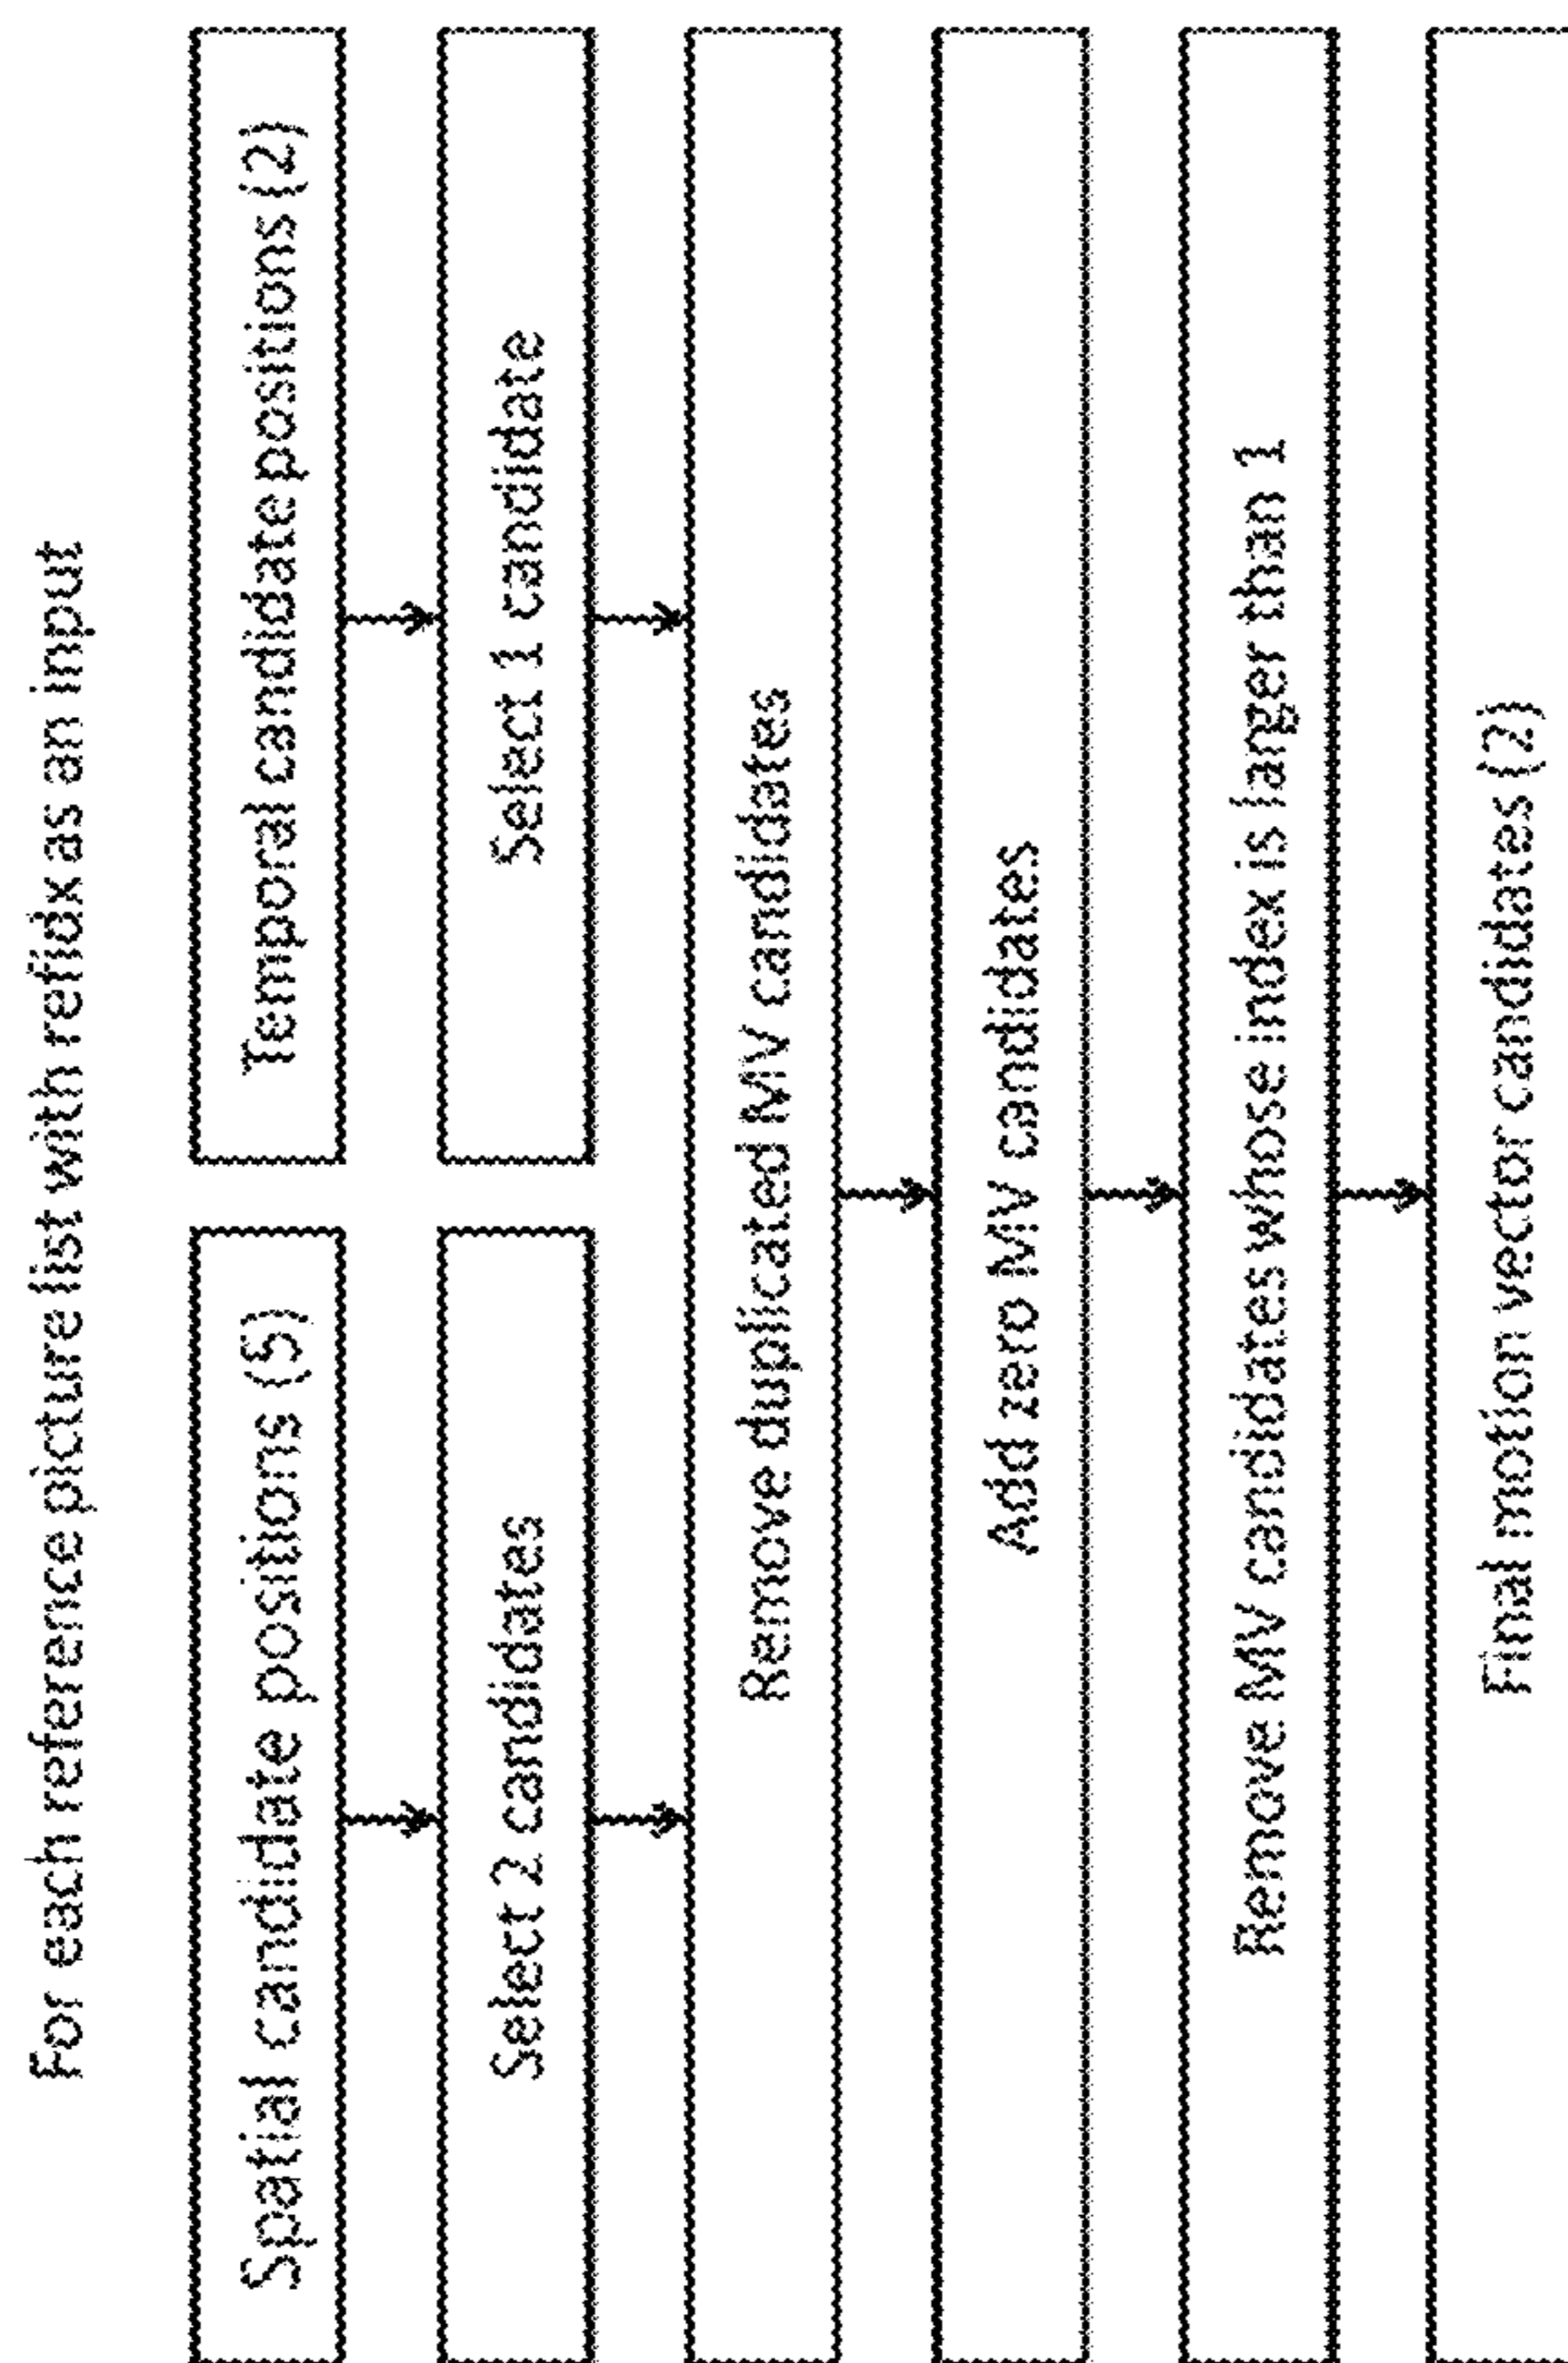 For each reference picture list with refidx as an input
Spatial candidate positions (5)
Temporal candidate positions (2)
Select 2 candidates
Select 1 candidate
Remove duplicated MV candidates
Add zero MV candidates
Remove MV candidates whose index is larger than 1
Final motion vector candidates (2)